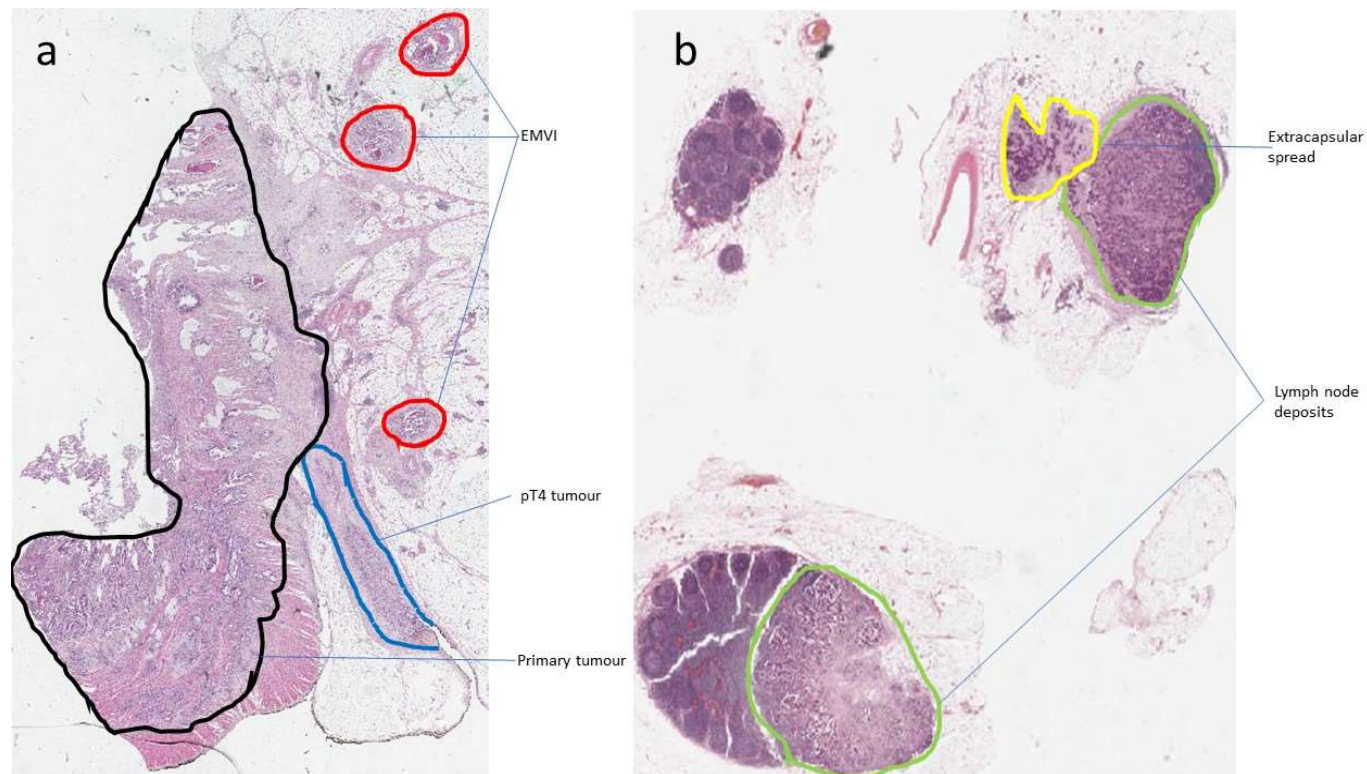 a
EMVI
pT4 tumour
Primary tumour
b
Extracapsular
spread
Lymph node
deposits